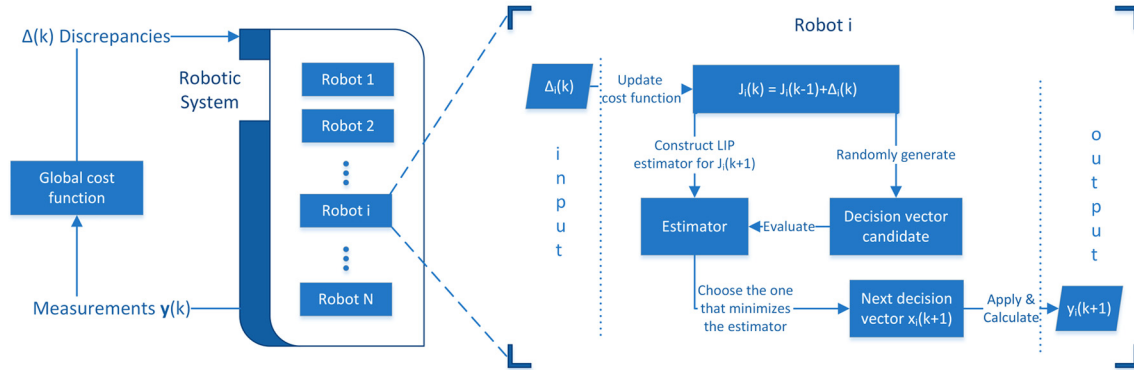 Δ(k) Discrepancies
Robotic
System
Global cost
function
Measurements y(k)
Robot 1
Robot 2
Robot i
Robot N
Robot i
Δᵢ(k)
Update
cost function
Jᵢ(k) = Jᵢ(k-1)+Δᵢ(k)
input
Construct LIP
estimator for Jᵢ(k+1)
Randomly generate
Estimator
Evaluate
Decision vector
candidate
Choose the one
that minimizes
the estimator
Next decision
vector xᵢ(k+1)
Apply &
Calculate
yᵢ(k+1)
output